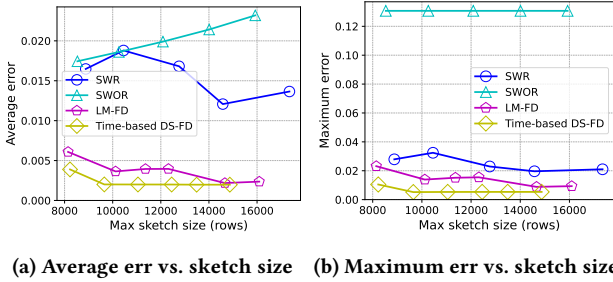 0.020
0.015
0.010
0.005
0.000
Average error
SWR
SWOR
LM-FD
Time-based DS-FD
8000 10000 12000 14000 16000
Max sketch size (rows)
0.12
0.10
0.08
0.06
0.04
0.02
0.00
Maximum error
SWR
SWOR
LM-FD
Time-based DS-FD
8000 10000 12000 14000 16000
Max sketch size (rows)
(a) Average err vs. sketch size (b) Maximum err vs. sketch size